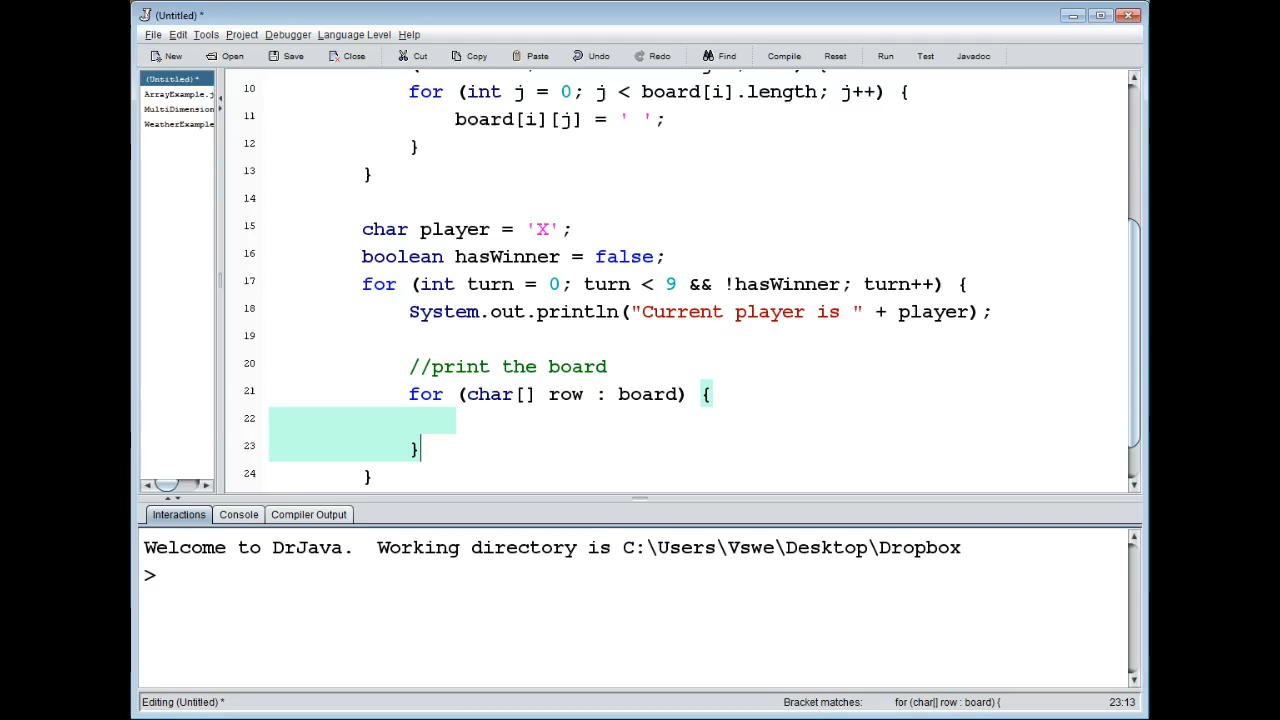 (Untitled) *
File Edit Tools Project Debugger Language Level Help
New Open Save Close Cut Copy Paste Undo Redo Find Compile Reset Run Test Javadoc
(Untitled) *
ArrayExample.j
MultiDimension
WeatherExample
10 for (int j = 0; j < board[i].length; j++) {
11 board[i][j] = ' ';
12 }
13 }
14
15 char player = 'X';
16 boolean hasWinner = false;
17 for (int turn = 0; turn < 9 && !hasWinner; turn++) {
18 System.out.println("Current player is " + player);
19
20 //print the board
21 for (char[] row : board) {
22
23 }
24 }
Interactions Console Compiler Output
Welcome to DrJava.  Working directory is C:\Users\Vswe\Desktop\Dropbox
>
Editing (Untitled) * Bracket matches: for (char[] row : board) { 23:13